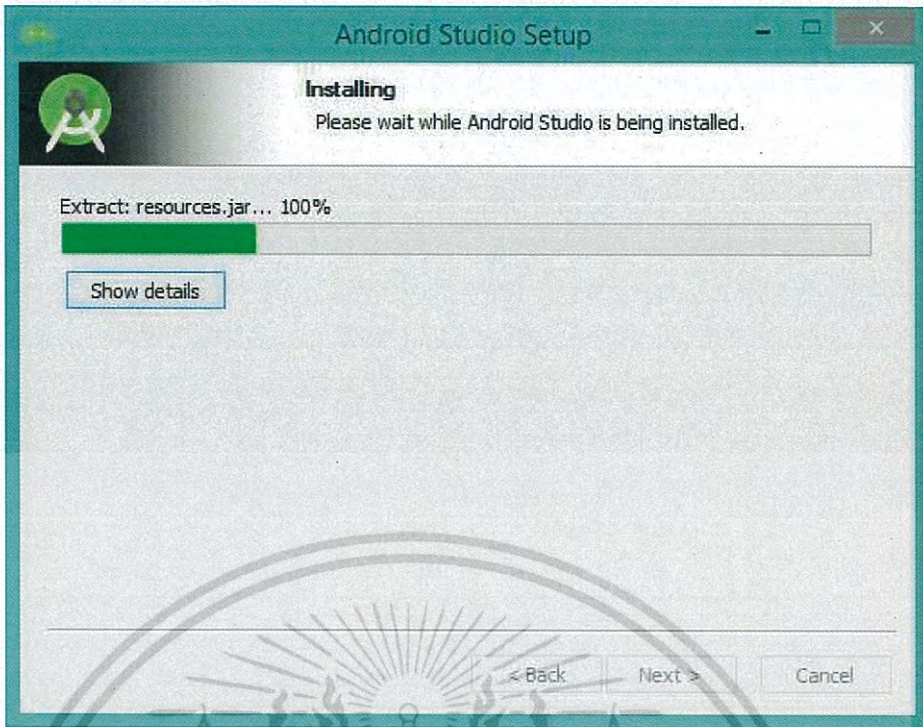 Android Studio Setup
Installing
Please wait while Android Studio is being installed.
Extract: resources.jar... 100%
Show details
< Back
Next >
Cancel